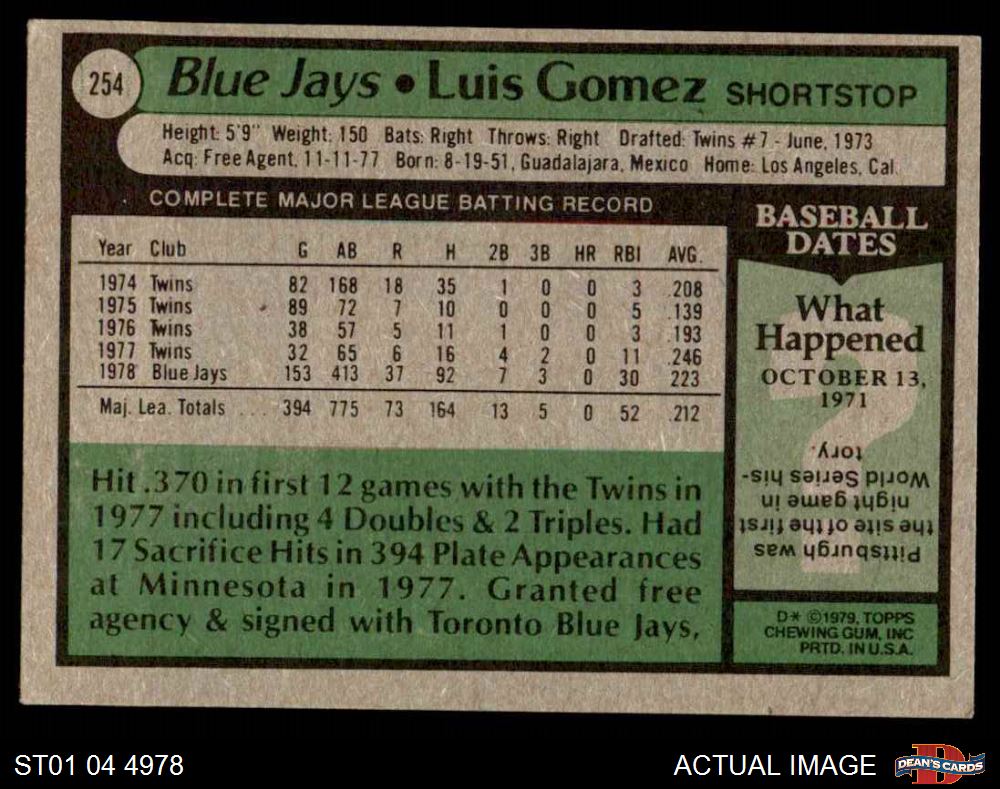 254
Blue Jays • Luis Gomez SHORTSTOP
Height: 5'9" Weight: 150 Bats: Right Throws: Right Drafted: Twins #7 - June, 1973
Acq: Free Agent, 11-11-77 Born: 8-19-51, Guadalajara, Mexico Home: Los Angeles, Cal.
COMPLETE MAJOR LEAGUE BATTING RECORD
Year Club G AB R H 2B 3B HR RBI AVG.
1974 Twins 82 168 18 35 1 0 0 3 .208
1975 Twins 89 72 7 10 0 0 0 5 .139
1976 Twins 38 57 5 11 1 0 0 3 .193
1977 Twins 32 65 6 16 4 2 0 11 .246
1978 Blue Jays 153 413 37 92 7 3 0 30 .223
Maj. Lea. Totals ... 394 775 73 164 13 5 0 52 .212
Hit .370 in first 12 games with the Twins in
1977 including 4 Doubles & 2 Triples. Had
17 Sacrifice Hits in 394 Plate Appearances
at Minnesota in 1977. Granted free
agency & signed with Toronto Blue Jays,
BASEBALL
DATES
What
Happened
OCTOBER 13,
1971
Pittsburgh was
the site of the first
night game in
World Series his-
tory.
D* ©1979, TOPPS
CHEWING GUM, INC
PRTD. IN U.S.A.
ST01 04 4978
ACTUAL IMAGE
D
DEAN'S CARDS